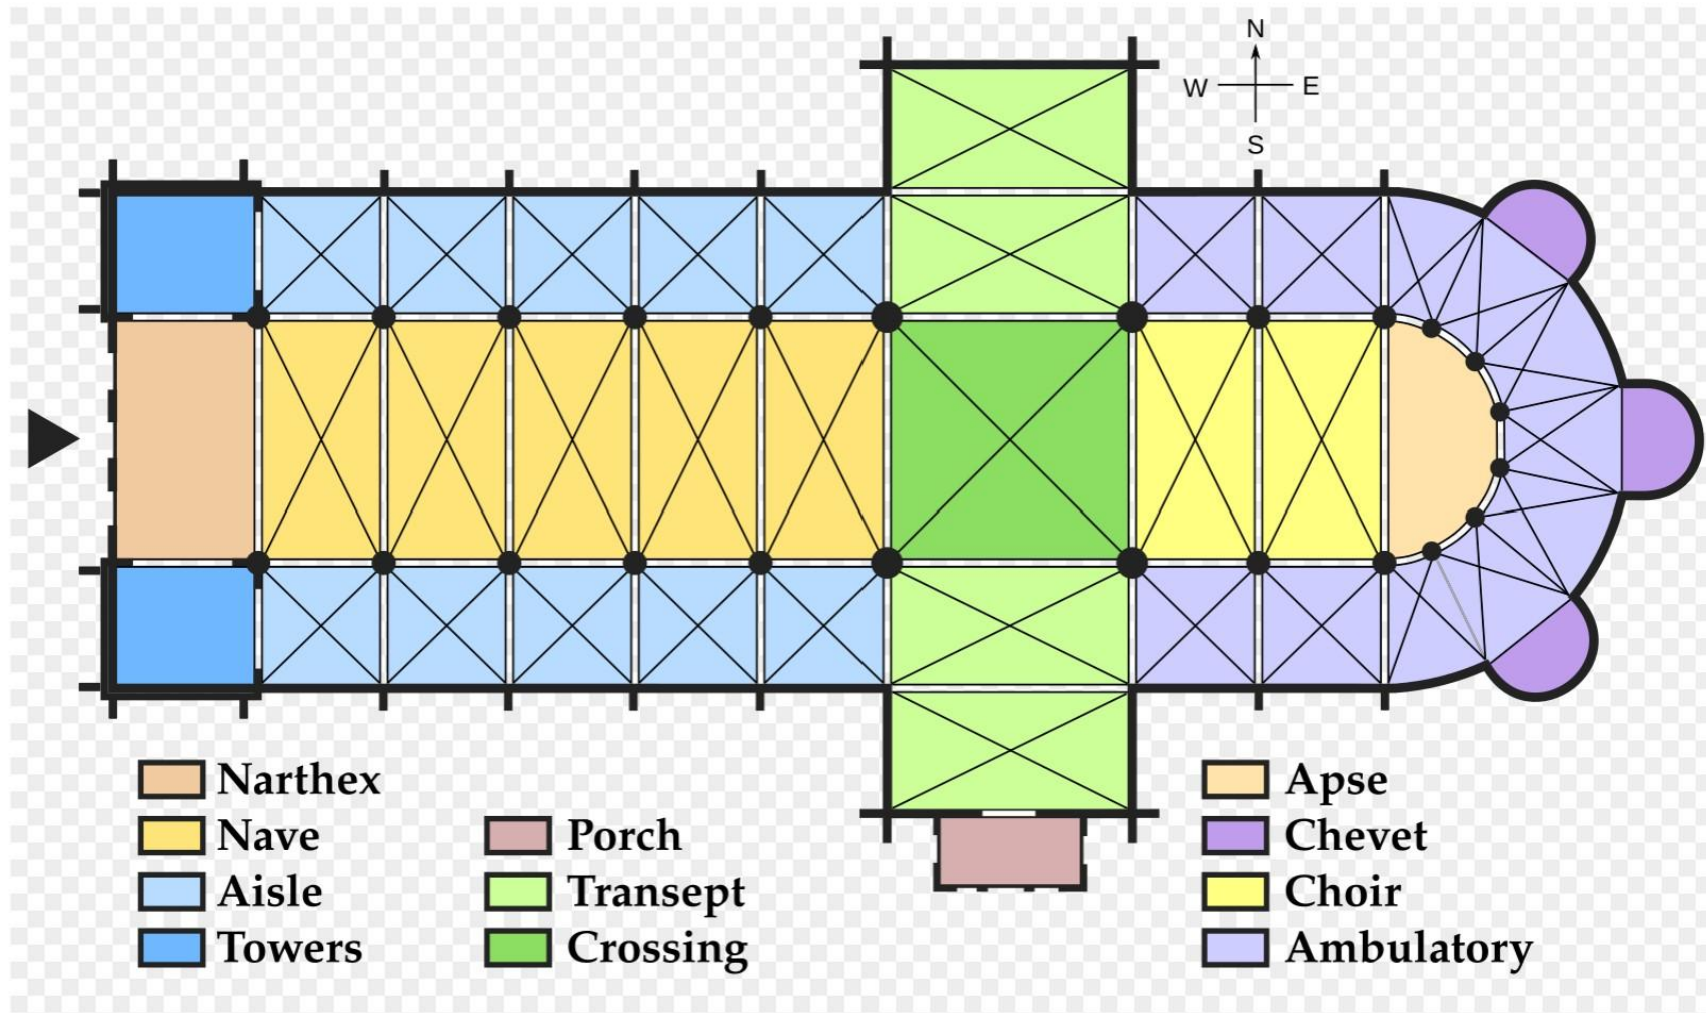 N
W E
S
Narthex
Nave
Aisle
Towers
Porch
Transept
Crossing
Apse
Chevet
Choir
Ambulatory